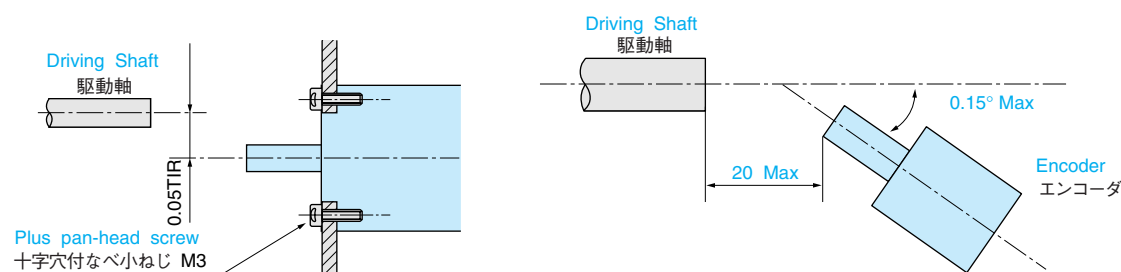 Driving Shaft
駆動軸
0.05TIR
Plus pan-head screw
十字穴付なべ小ねじ M3
Driving Shaft
駆動軸
0.15° Max
20 Max
Encoder
エンコーダ